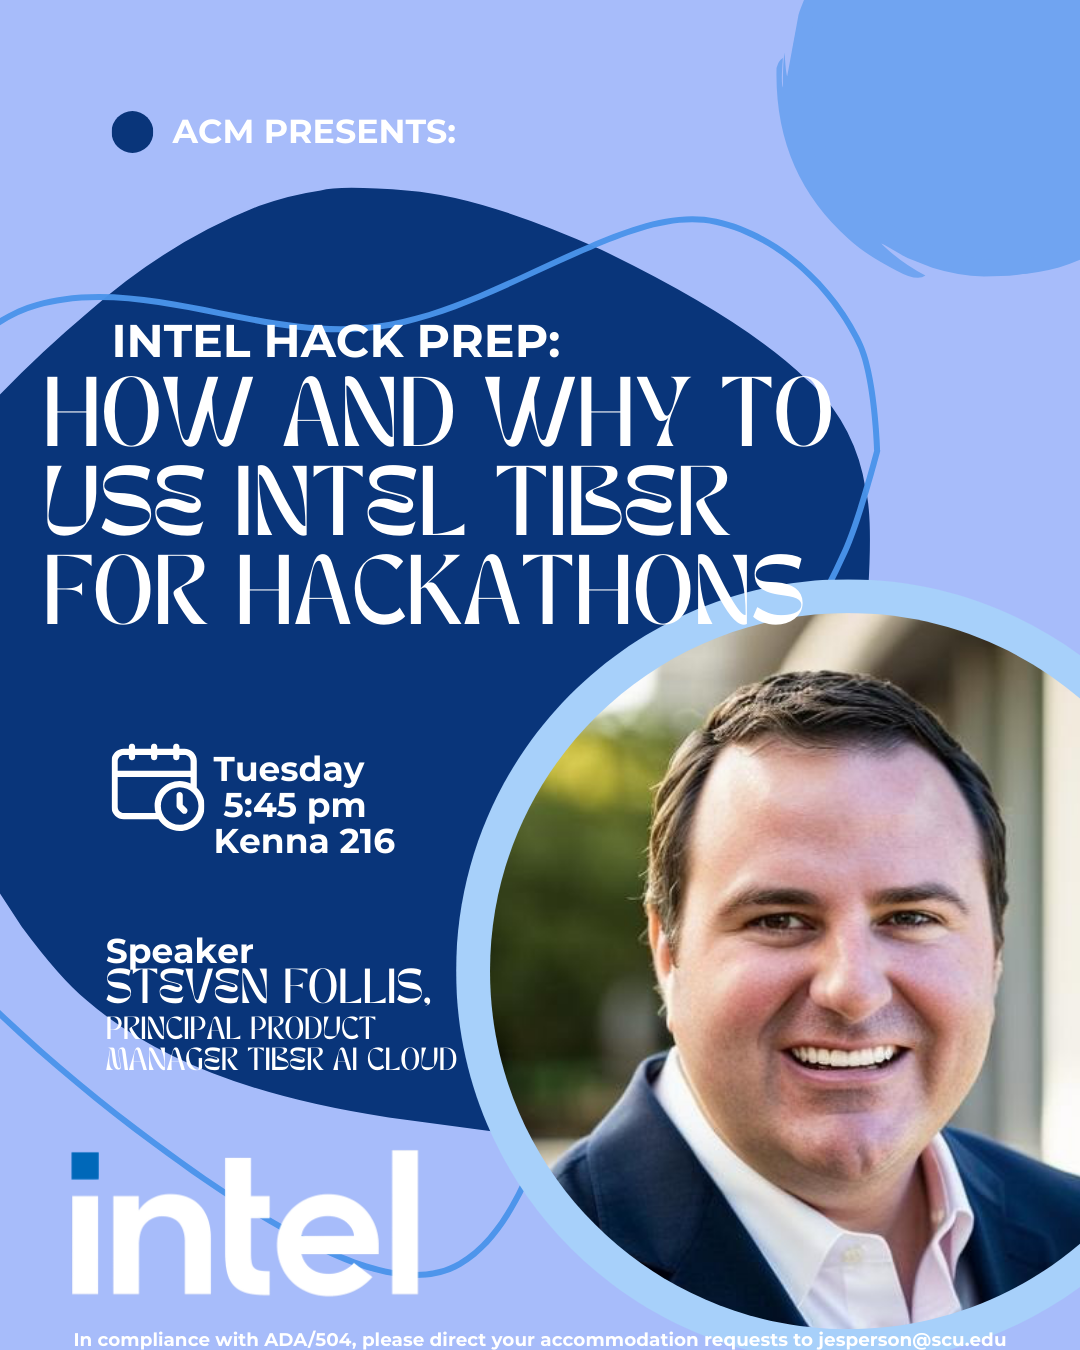 ACM PRESENTS:
INTEL HACK PREP:
HOW AND WHY TO
USE INTEL TIBER
FOR HACKATHONS
Tuesday
5:45 pm
Kenna 216
Speaker
STEVEN FOLLIS,
PRINCIPAL PRODUCT
MANAGER TIBER AI CLOUD
intel
In compliance with ADA/504, please direct your accommodation requests to jesperson@scu.edu